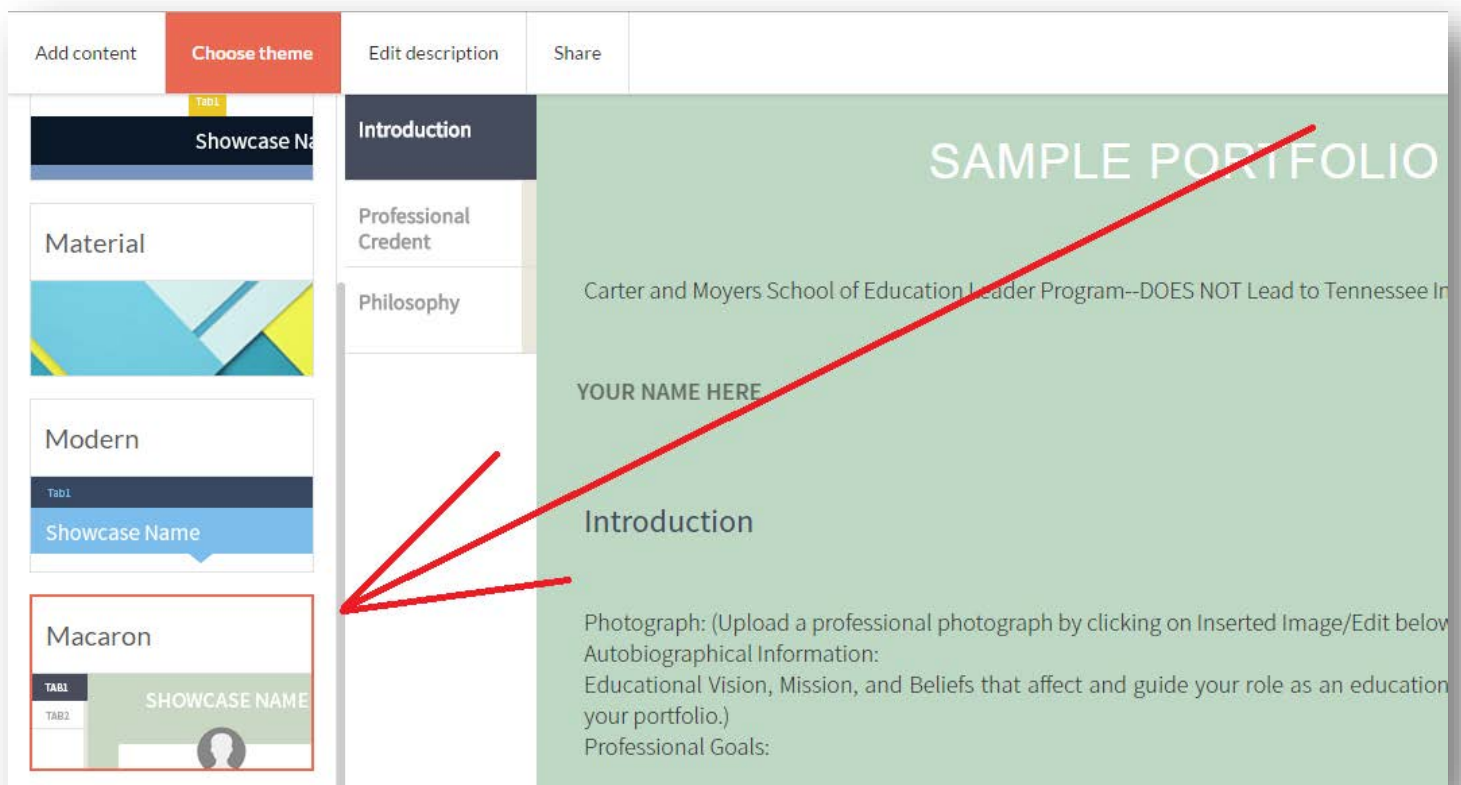 Add content
Choose theme
Edit description
Share
Tab1
Showcase Na
Material
Modern
Tab1
Showcase Name
Macaron
TAB1
TAB2
SHOWCASE NAME
Introduction
Professional
Credent
Philosophy
SAMPLE PORTFOLIO
Carter and Moyers School of Education Leader Program--DOES NOT Lead to Tennessee In
YOUR NAME HERE
Introduction
Photograph: (Upload a professional photograph by clicking on Inserted Image/Edit below
Autobiographical Information:
Educational Vision, Mission, and Beliefs that affect and guide your role as an education
your portfolio.)
Professional Goals: